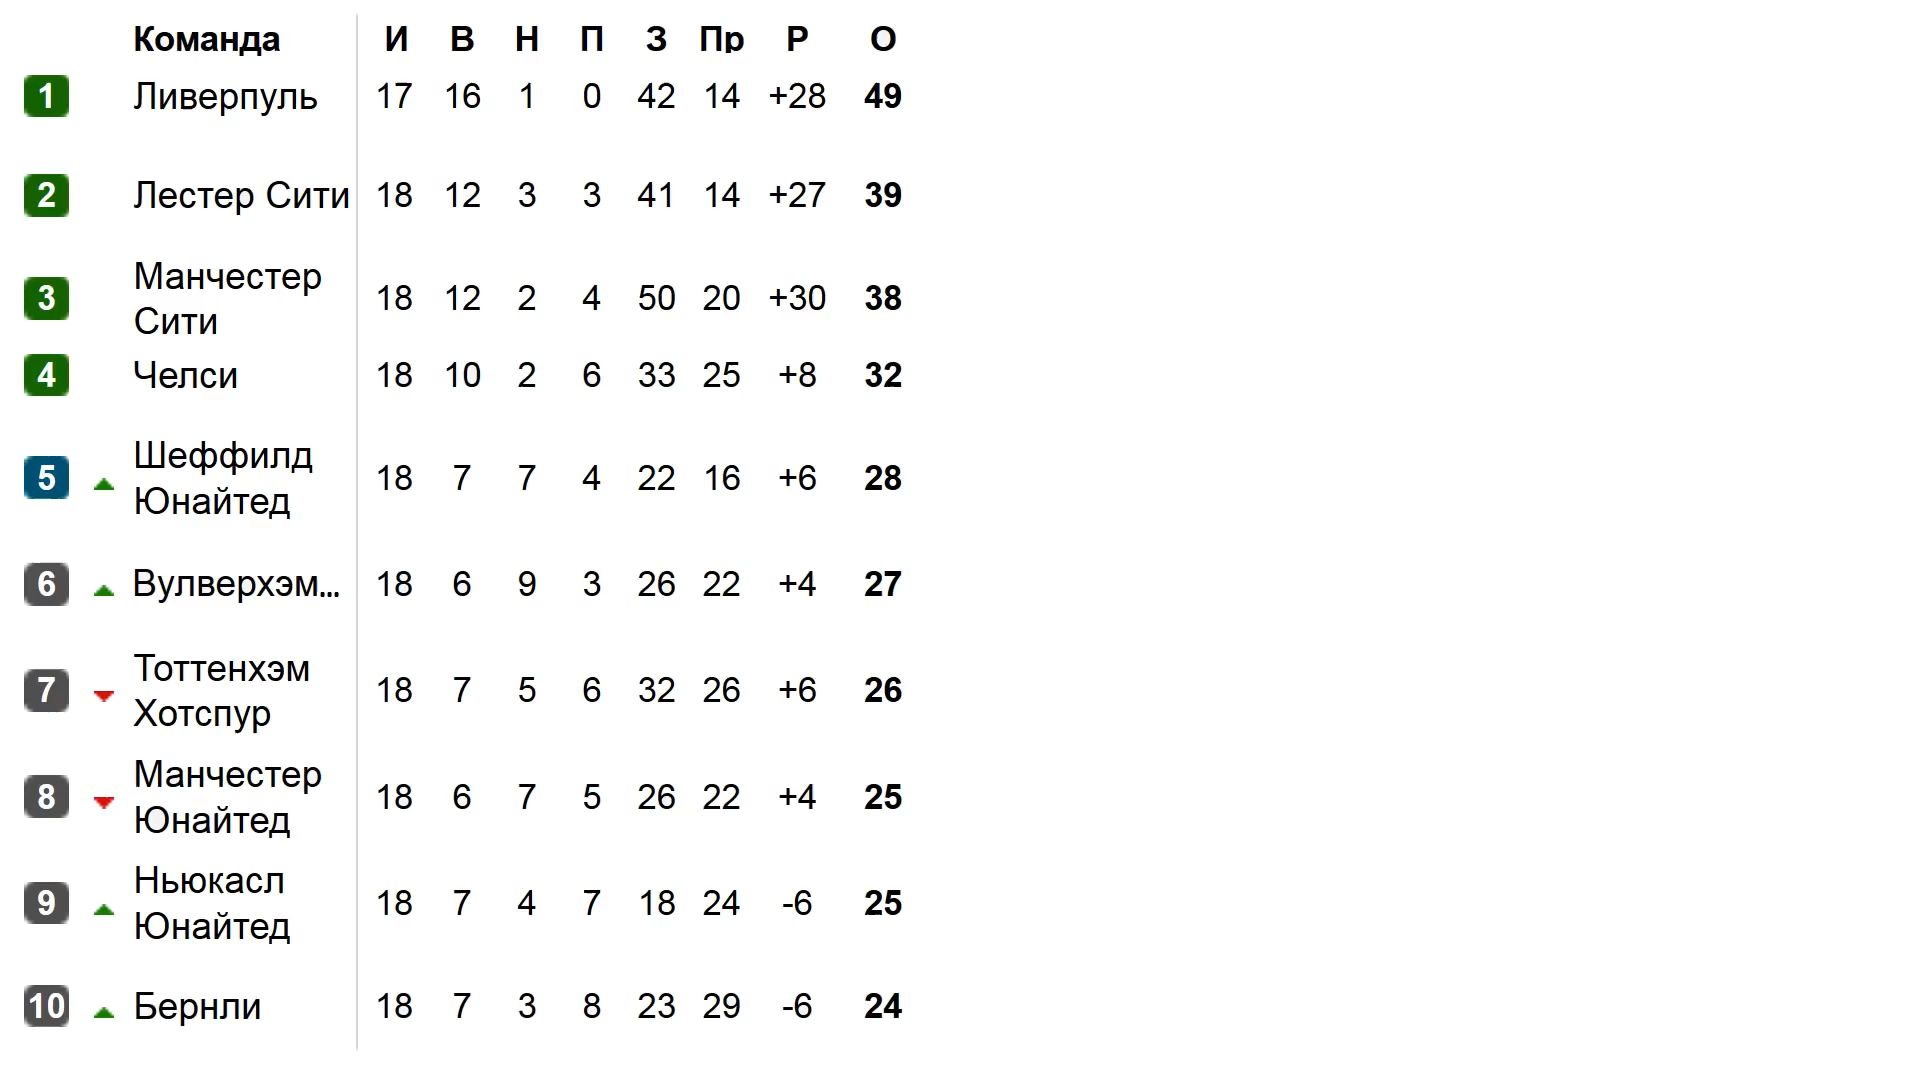 Команда И В Н П З Пр Р О
1 Ливерпуль 17 16 1 0 42 14 +28 49
2 Лестер Сити 18 12 3 3 41 14 +27 39
Манчестер
3 18 12 2 4 50 20 +30 38
Сити
4 Челси 18 10 2 6 33 25 +8 32
Шеффилд
5 18 7 7 4 22 16 +6 28
Юнайтед
6 Вулверхэм... 18 6 9 3 26 22 +4 27
Тоттенхэм
7 18 7 5 6 32 26 +6 26
Хотспур
Манчестер
8 18 6 7 5 26 22 +4 25
Юнайтед
Ньюкасл
9 18 7 4 7 18 24 -6 25
Юнайтед
10 Бернли 18 7 3 8 23 29 -6 24